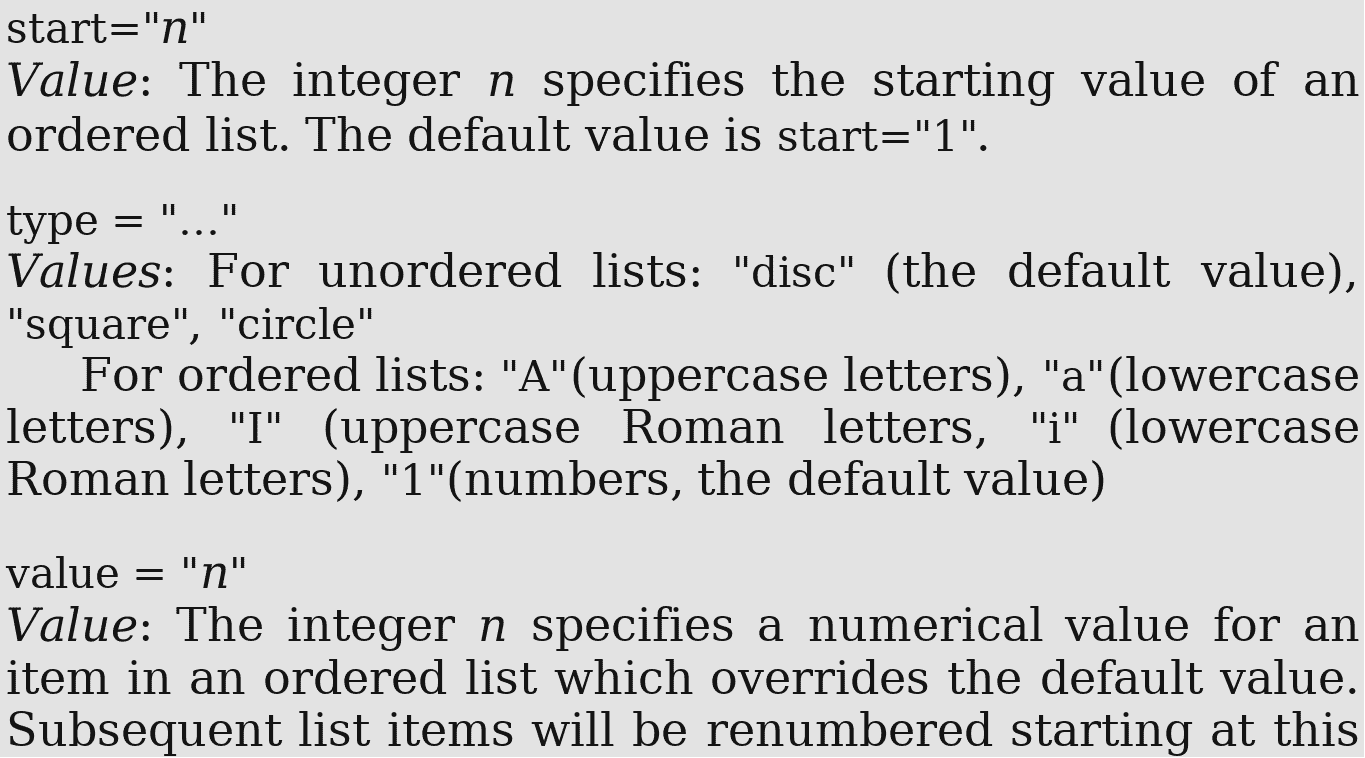 start="n"
Value: The integer n specifies the starting value of an
ordered list. The default value is start="1".
type = "…"
Values: For unordered lists: "disc" (the default value),
"square", "circle"
For ordered lists: "A"(uppercase letters), "a"(lowercase
letters), "I" (uppercase Roman letters, "i" (lowercase
Roman letters), "1"(numbers, the default value)
value = "n"
Value: The integer n specifies a numerical value for an
item in an ordered list which overrides the default value.
Subsequent list items will be renumbered starting at this